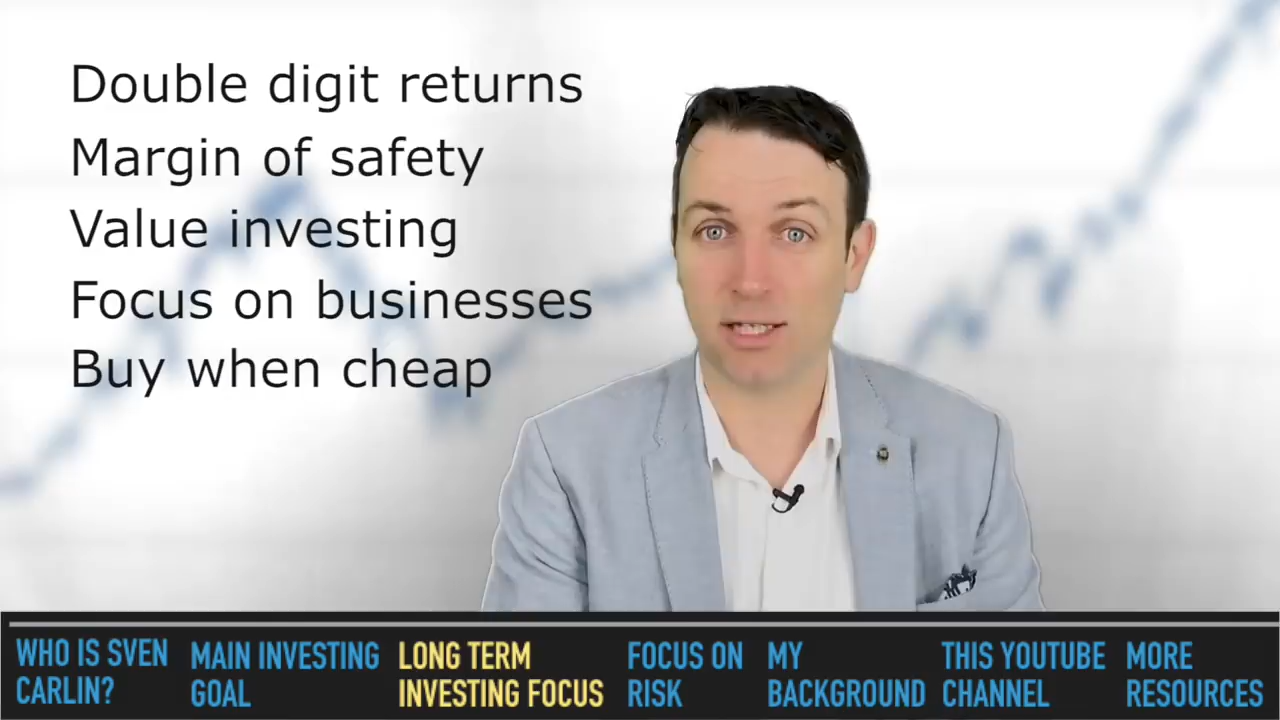 Double digit returns
Margin of safety
Value investing
Focus on businesses
Buy when cheap
WHO IS SVEN
CARLIN?
MAIN INVESTING
GOAL
LONG TERM
INVESTING FOCUS
FOCUS ON
RISK
MY
BACKGROUND
THIS YOUTUBE
CHANNEL
MORE
RESOURCES